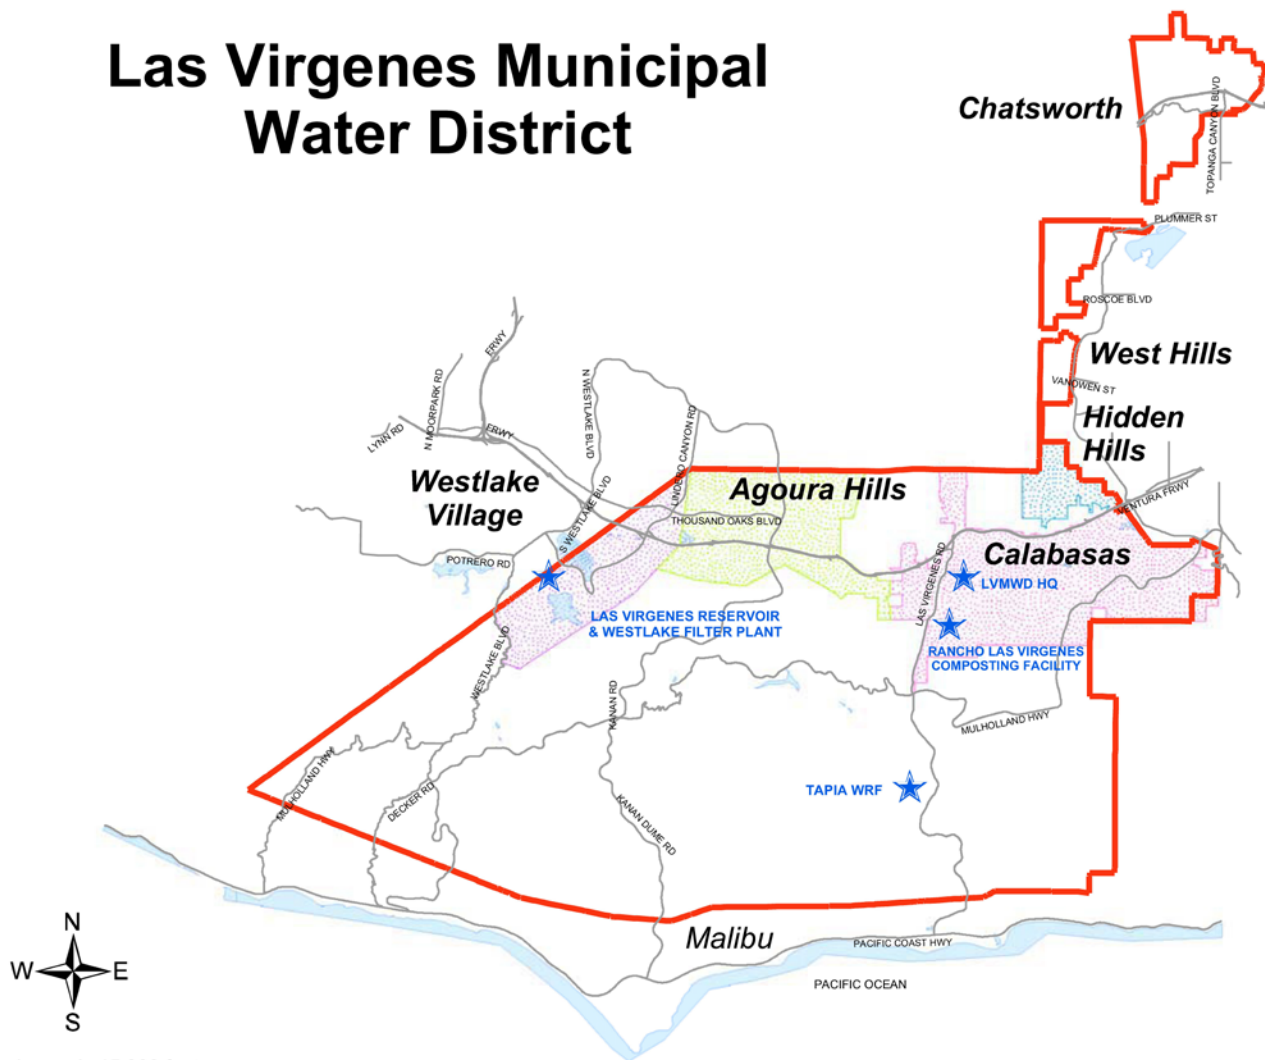 Las Virgenes Municipal
Water District
Chatsworth
TOPANGA CANYON BLVD
PLUMMER ST
ROSCOE BLVD
West Hills
VANOWEN ST
Hidden
Hills
N MOORPARK RD
LYNN RD
N WESTLAKE BLVD
LINDERO CANYON RD
Westlake
Village
S WESTLAKE BLVD
Agoura Hills
THOUSAND OAKS BLVD
VENTURA FRWY
POTRERO RD
Calabasas
LAS VIRGENES RD
LVMWD HQ
LAS VIRGENES RESERVOIR
& WESTLAKE FILTER PLANT
RANCHO LAS VIRGENES
COMPOSTING FACILITY
WESTLAKE BLVD
KANAN RD
MULHOLLAND HWY
MULHOLLAND HWY
DECKER RD
TAPIA WRF
KANAN DUME RD
Malibu
PACIFIC COAST HWY
PACIFIC OCEAN
N
W
E
S